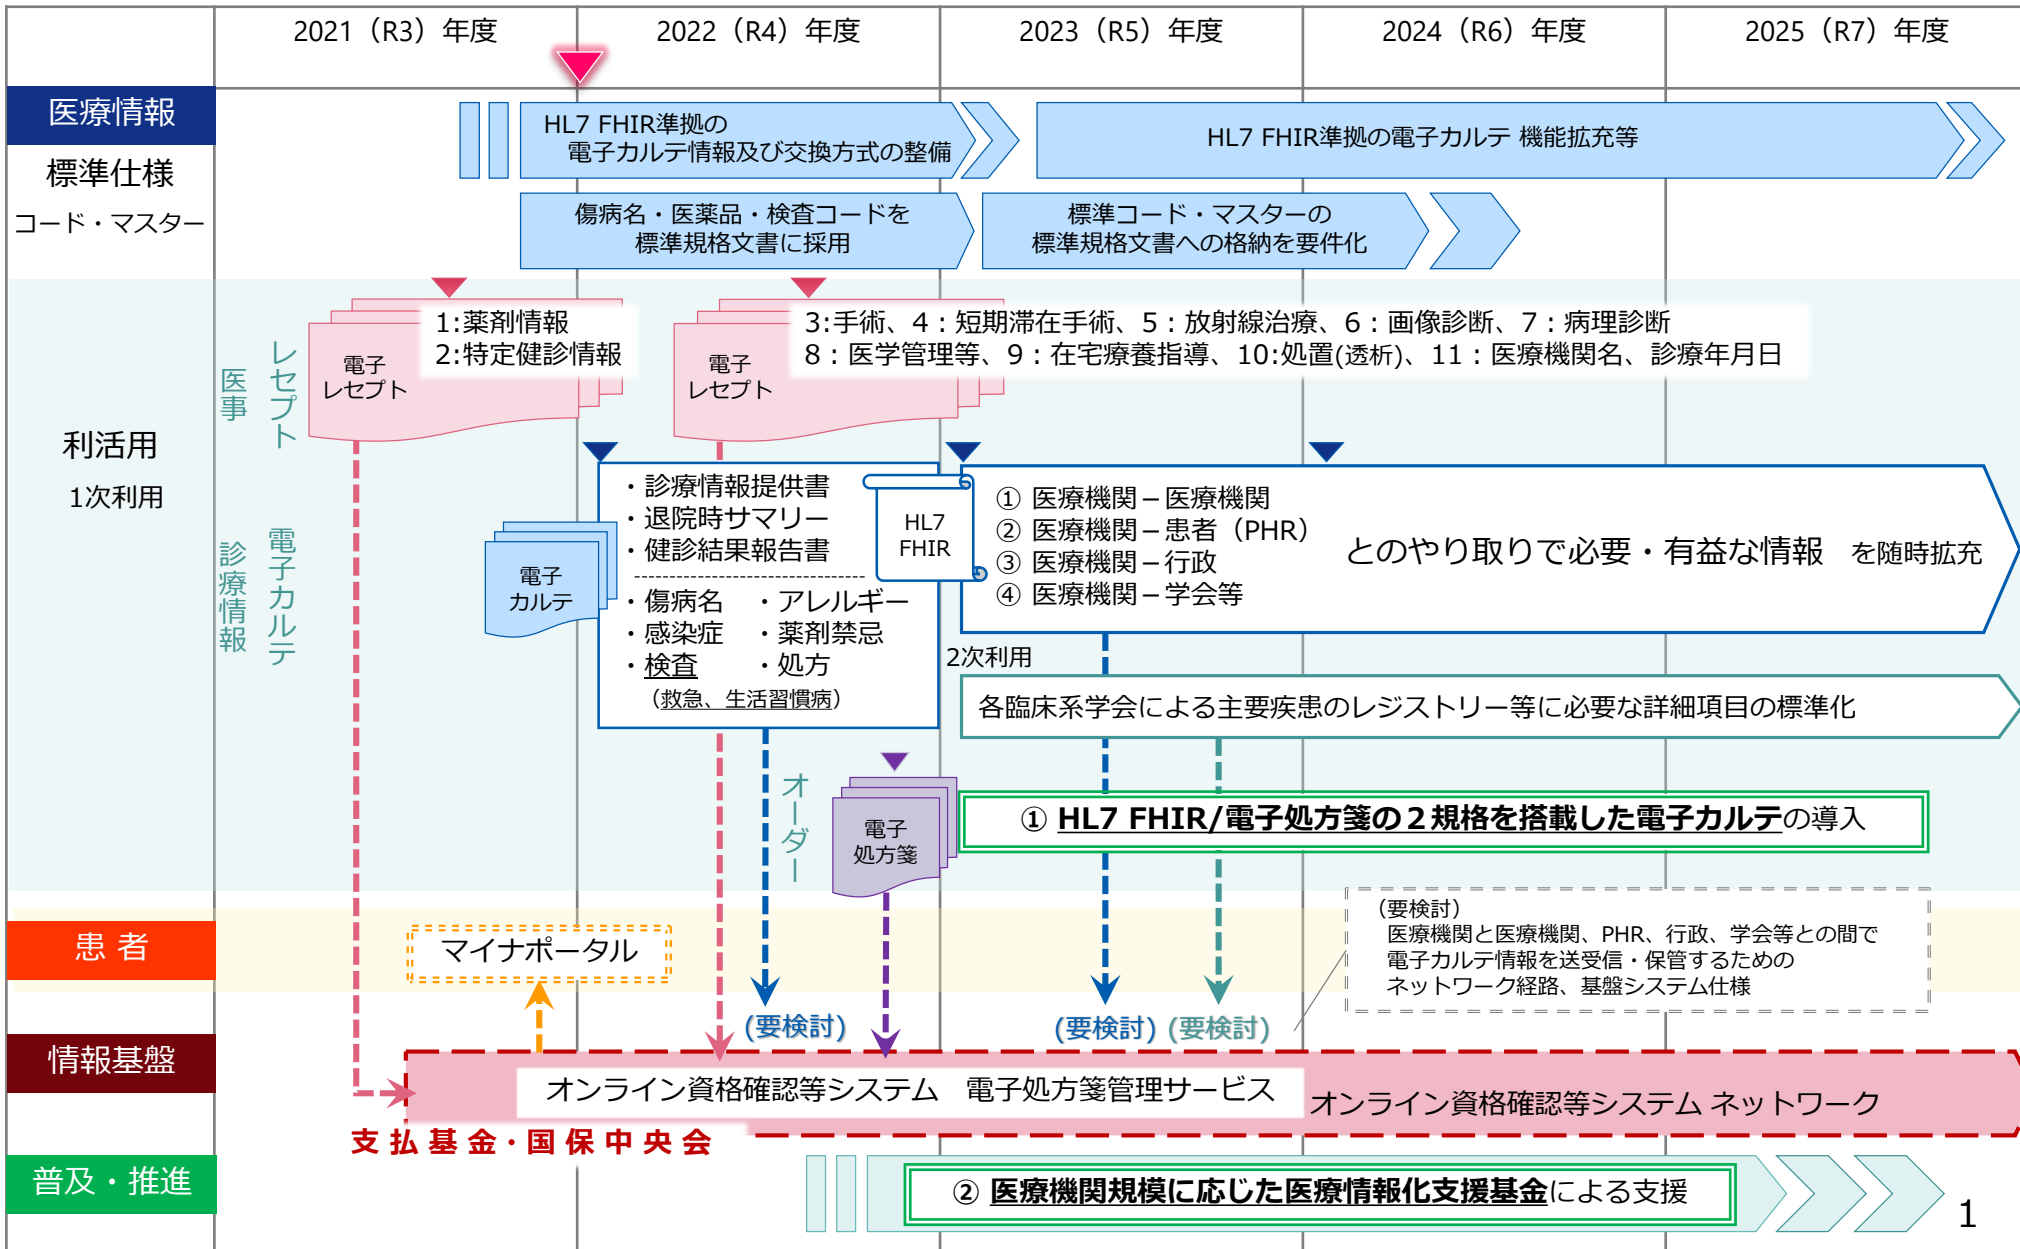 2021（R3）年度
2022（R4）年度
2023（R5）年度
2024（R6）年度
2025（R7）年度
医療情報
標準仕様
コード・マスター
HL7 FHIR準拠の
電子カルテ情報及び交換方式の整備
HL7 FHIR準拠の電子カルテ 機能拡充等
傷病名・医薬品・検査コードを
標準規格文書に採用
標準コード・マスターの
標準規格文書への格納を要件化
利活用
1次利用
医事
レセプト
電子
レセプト
1:薬剤情報
2:特定健診情報
電子
レセプト
3:手術、4：短期滞在手術、5：放射線治療、6：画像診断、7：病理診断
8：医学管理等、9：在宅療養指導、10:処置(透析)、11：医療機関名、診療年月日
診療情報
電子カルテ
電子
カルテ
・診療情報提供書
・退院時サマリー
・健診結果報告書
・傷病名 ・アレルギー
・感染症 ・薬剤禁忌
・検査 ・処方
（救急、生活習慣病）
HL7
FHIR
① 医療機関－医療機関
② 医療機関－患者（PHR）
③ 医療機関－行政
④ 医療機関－学会等
とのやり取りで必要・有益な情報 を随時拡充
2次利用
各臨床系学会による主要疾患のレジストリー等に必要な詳細項目の標準化
オーダー
電子
処方箋
① HL7 FHIR/電子処方箋の２規格を搭載した電子カルテの導入
患 者
マイナポータル
（要検討）
医療機関と医療機関、PHR、行政、学会等との間で
電子カルテ情報を送受信・保管するための
ネットワーク経路、基盤システム仕様
(要検討)
(要検討)
(要検討)
情報基盤
オンライン資格確認等システム 電子処方箋管理サービス
オンライン資格確認等システム ネットワーク
支払基金･国保中央会
普及・推進
② 医療機関規模に応じた医療情報化支援基金による支援
1